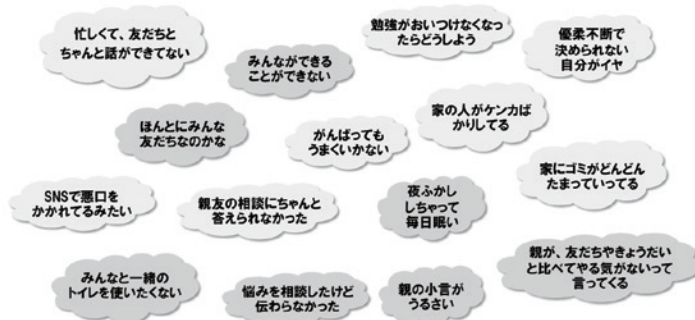 忙しくて、友だちと
ちゃんと話ができてない
みんなができる
ことができない
勉強がおいつけなくなっ
たらどうしよう
優柔不断で
決められない
自分がイヤ
ほんとにみんな
友だちなのかな
がんばっても
うまくいかない
家の人がケンカば
かりしてる
家にゴミがどんどん
たまっていってる
SNSで悪口を
かかれてるみたい
親友の相談にちゃんと
答えられなかった
夜ふかし
しちゃって
毎日眠い
みんなと一緒の
トイレを使いたくない
悩みを相談したけど
伝わらなかった
親の小言が
うるさい
親が、友だちやきょうだい
と比べてやる気がないって
言ってくる